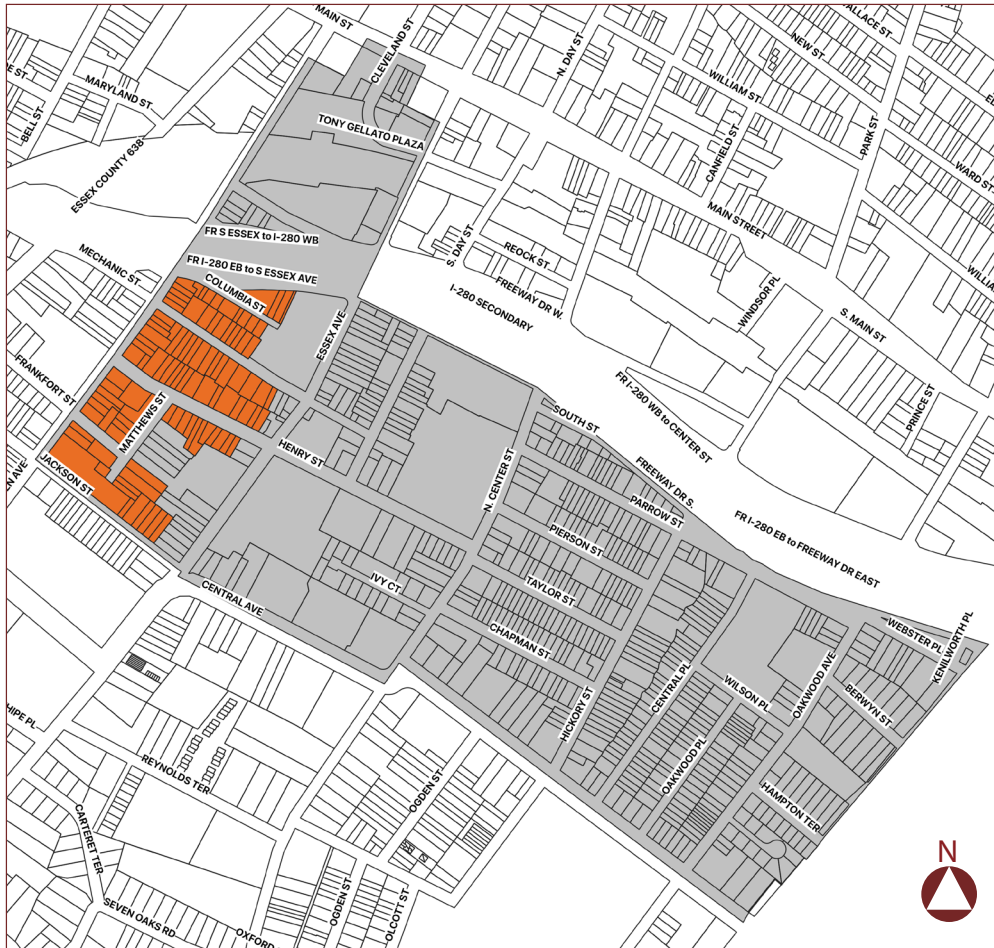 MAIN ST
CLEVELAND ST
N. DAY ST
NEW ST
WILLIAM ST
MARYLAND ST
BELL ST
ESSEX COUNTY 638
TONY GELLATO PLAZA
CANFIELD ST
PARK ST
WARD ST
MAIN STREET
FR S ESSEX to I-280 WB
S. DAY ST
REOCK ST
FREEWAY DR W.
MECHANIC ST
FR I-280 EB to S ESSEX AVE
COLUMBIA ST
I-280 SECONDARY
WINDSOR PL
S. MAIN ST
ESSEX AVE
FRANKFORT ST
MATTHEWS ST
FR I-280 WB to CENTER ST
PRINCE ST
SOUTH ST
HENRY ST
JACKSON ST
N. CENTER ST
FREEWAY DR S.
PARROW ST
FR I-280 EB to FREEWAY DR EAST
PIERSON ST
IVY CT
TAYLOR ST
CENTRAL AVE
CHAPMAN ST
WEBSTER PL
KENILWORTH PL
HICKORY ST
CENTRAL PL
WILSON PL
OAKWOOD AVE
BERWYN ST
REYNOLDS TER
OGDEN ST
OAKWOOD PL
HAMPTON TER
CARTERET TER
SEVEN OAKS RD
OXFORD
OGDEN ST
OLCOTT ST
N